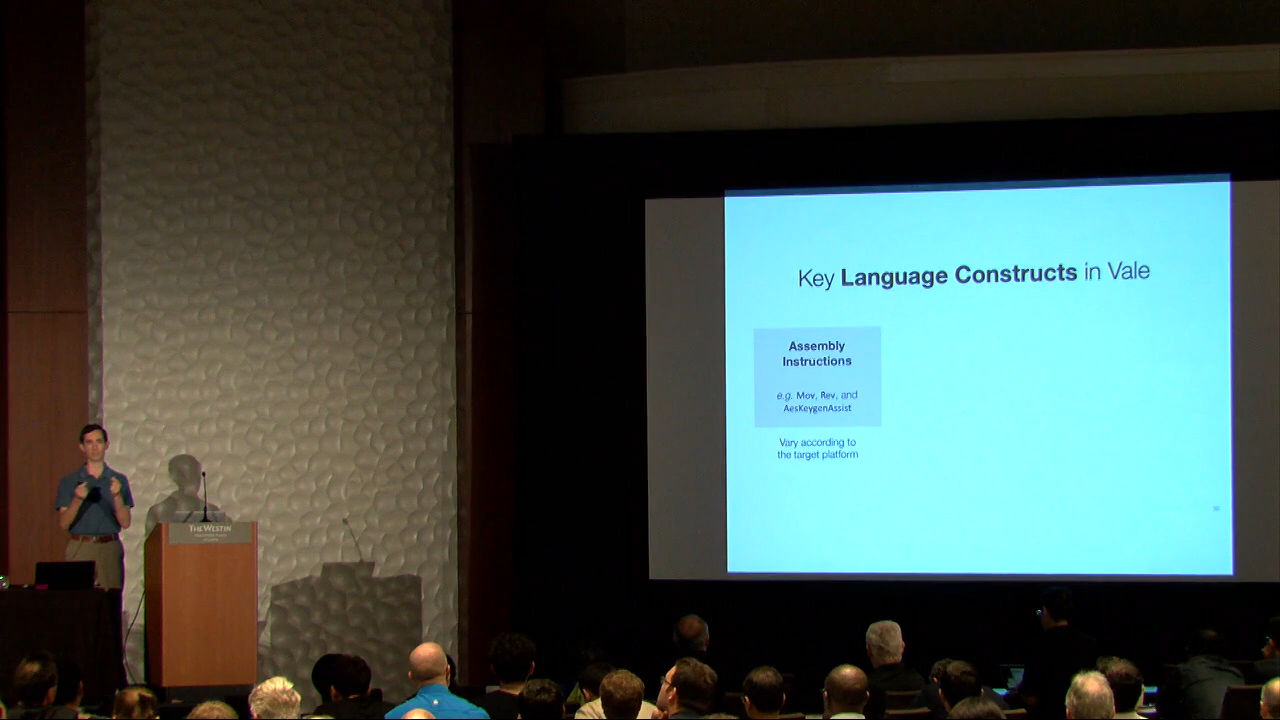 Key Language Constructs in Vale
Assembly
Instructions
e.g. Mov, Rev, and
AesKeygenAssist
Vary according to
the target platform
THE WESTIN